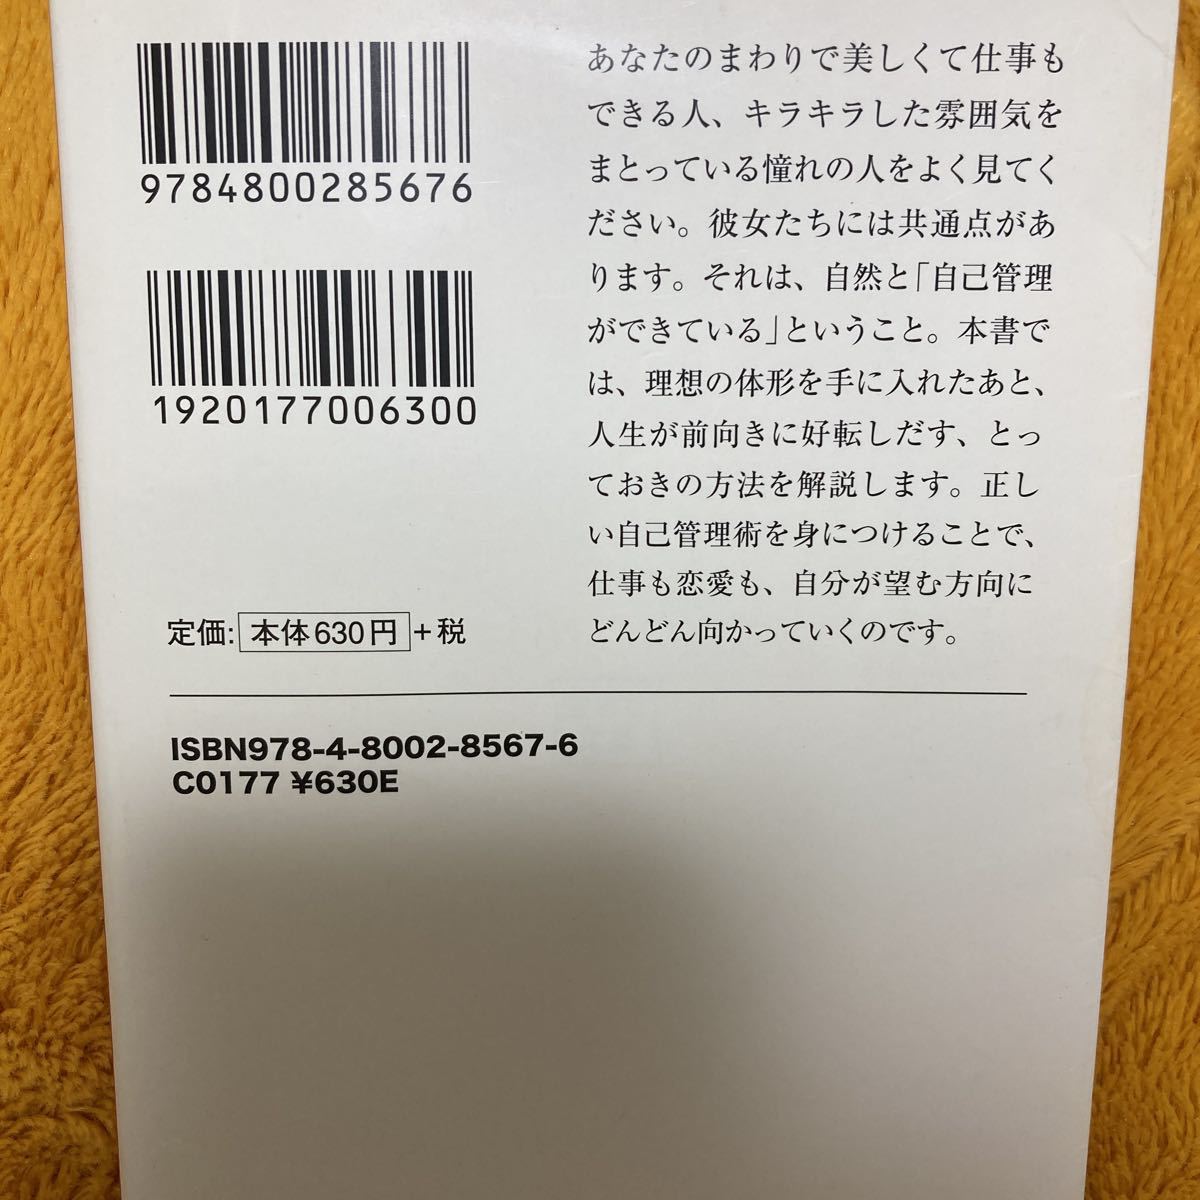 9784800285676
1920177006300
定価:本体630円+税
あなたのまわりで美しくて仕事も
できる人、キラキラした雰囲気を
まとっている憧れの人をよく見てく
ださい。彼女たちには共通点があ
ります。それは、自然と「自己管理
ができている」ということ。本書で
は、理想の体形を手に入れたあと、
人生が前向きに好転しだす、とっ
ておきの方法を解説します。正し
い自己管理術を身につけることで、
仕事も恋愛も、自分が望む方向に
どんどん向かっていくのです。
ISBN978-4-8002-8567-6
C0177 ¥630E